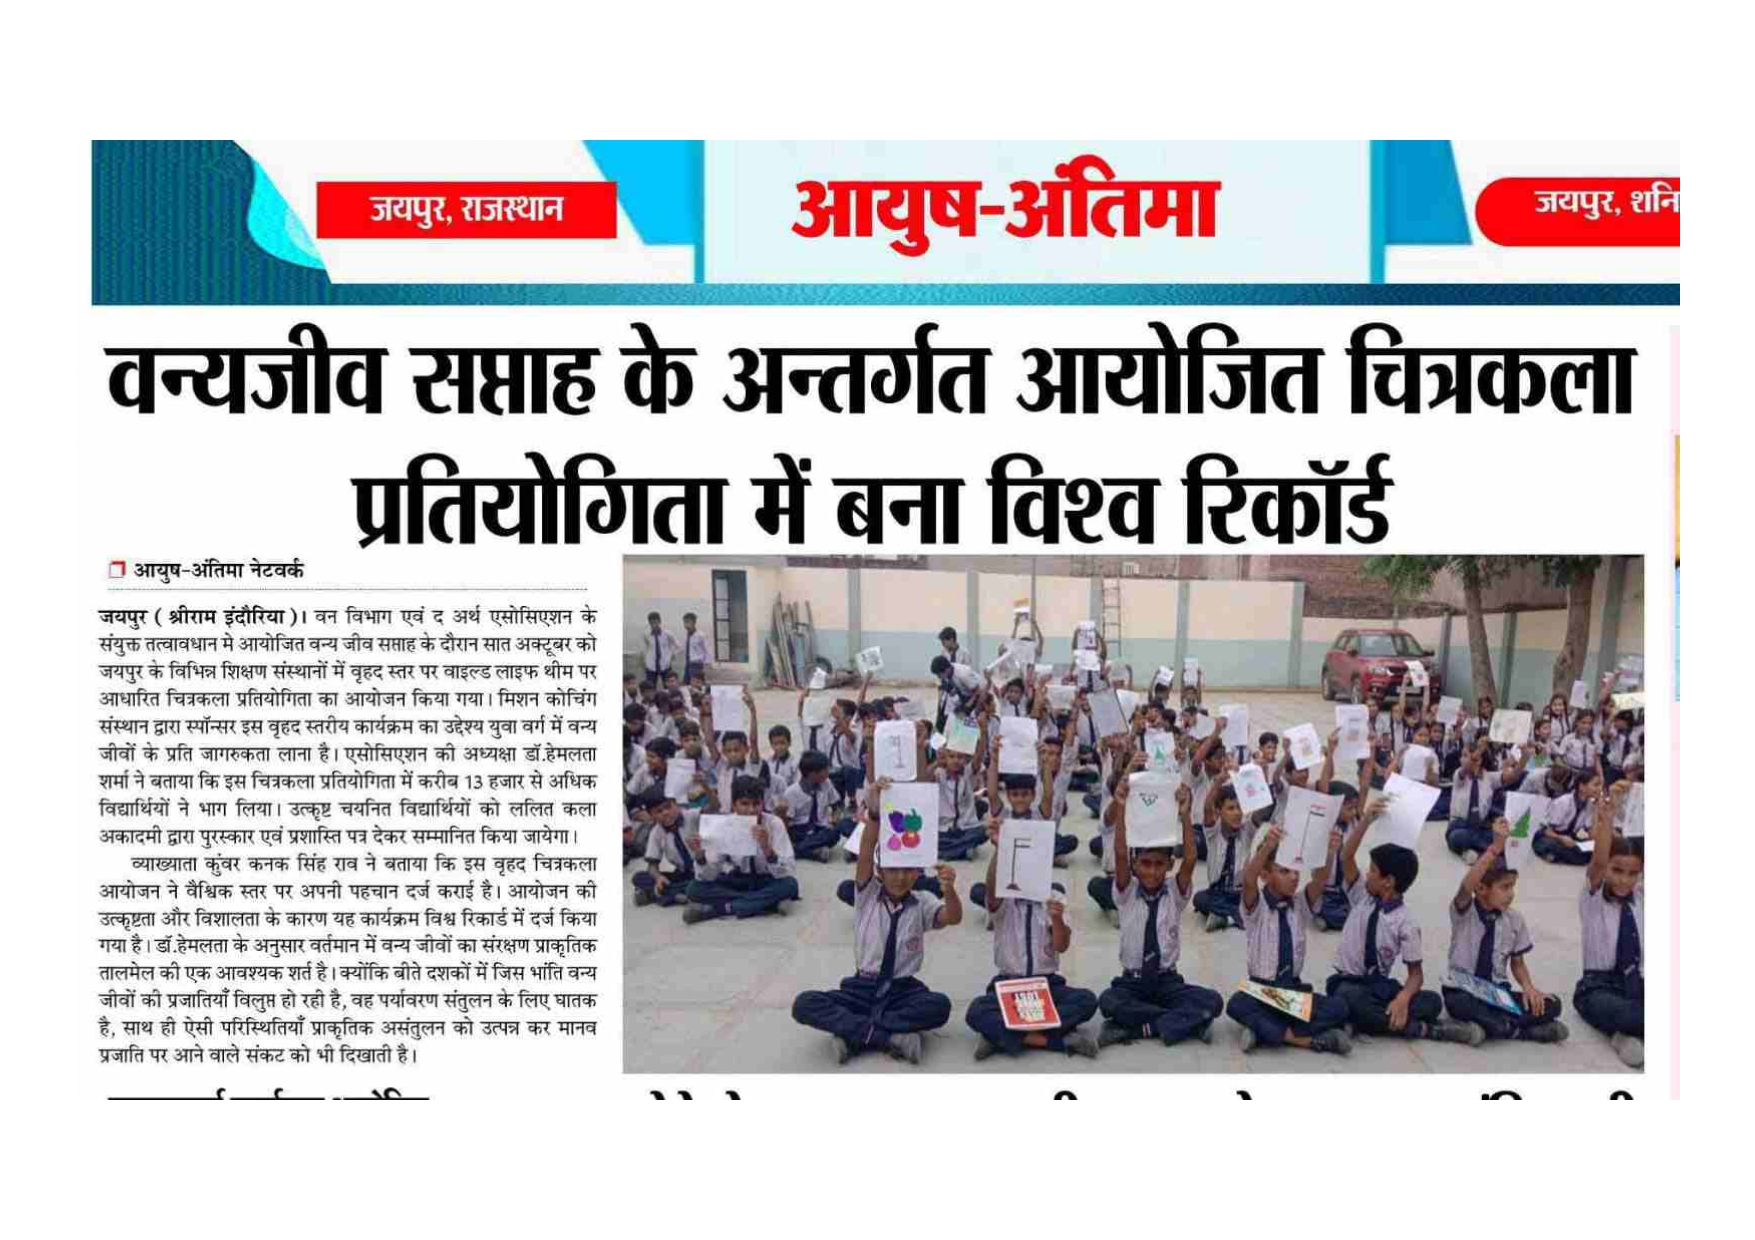 जयपुर, राजस्थान
आयुष-अंतिमा
जयपुर, शनि
वन्यजीव सप्ताह के अन्तर्गत आयोजित चित्रकला
प्रतियोगिता में बना विश्व रिकॉर्ड
आयुष-अंतिमा नेटवर्क
जयपुर ( श्रीराम इंदौरिया )। वन विभाग एवं द अर्थ एसोसिएशन के
संयुक्त तत्वावधान मे आयोजित वन्य जीव सप्ताह के दौरान सात अक्टूबर को
जयपुर के विभिन्न शिक्षण संस्थानों में वृहद स्तर पर वाइल्ड लाइफ थीम पर
आधारित चित्रकला प्रतियोगिता का आयोजन किया गया। मिशन कोचिंग
संस्थान द्वारा स्पॉन्सर इस वृहद स्तरीय कार्यक्रम का उद्देश्य युवा वर्ग में वन्य
जीवों के प्रति जागरुकता लाना है। एसोसिएशन की अध्यक्षा डॉ.हेमलता
शर्मा ने बताया कि इस चित्रकला प्रतियोगिता में करीब 13 हजार से अधिक
विद्यार्थियों ने भाग लिया। उत्कृष्ट चयनित विद्यार्थियों को ललित कला
अकादमी द्वारा पुरस्कार एवं प्रशास्ति पत्र देकर सम्मानित किया जायेगा।
व्याख्याता कुंवर कनक सिंह राव ने बताया कि इस वृहद चित्रकला
आयोजन ने वैश्विक स्तर पर अपनी पहचान दर्ज कराई है। आयोजन की
उत्कृष्टता और विशालता के कारण यह कार्यक्रम विश्व रिकार्ड में दर्ज किया
गया है। डॉ.हेमलता के अनुसार वर्तमान में वन्य जीवों का संरक्षण प्राकृतिक
तालमेल की एक आवश्यक शर्त है। क्योंकि बीते दशकों में जिस भांति वन्य
जीवों की प्रजातियाँ विलुप्त हो रही है, वह पर्यावरण संतुलन के लिए घातक
है, साथ ही ऐसी परिस्थितियाँ प्राकृतिक असंतुलन को उत्पन्न कर मानव
प्रजाति पर आने वाले संकट को भी दिखाती है।